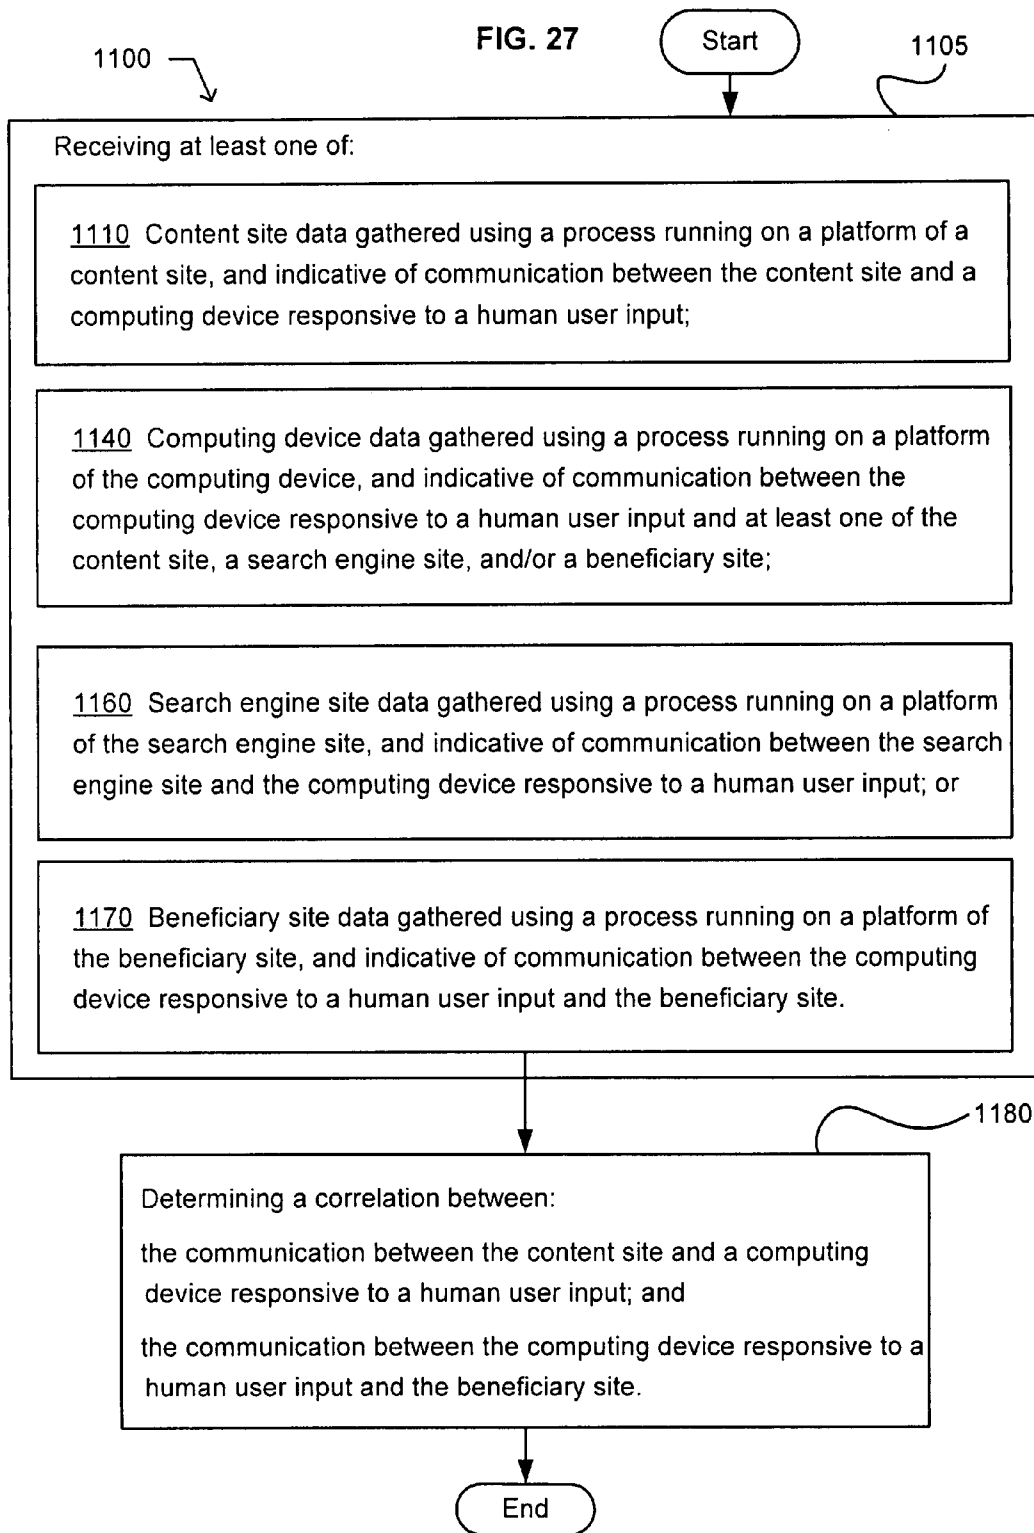 FIG. 27
Start
1100
1105
Receiving at least one of:
1110 Content site data gathered using a process running on a platform of a
content site, and indicative of communication between the content site and a
computing device responsive to a human user input;
1140 Computing device data gathered using a process running on a platform
of the computing device, and indicative of communication between the
computing device responsive to a human user input and at least one of the
content site, a search engine site, and/or a beneficiary site;
1160 Search engine site data gathered using a process running on a platform
of the search engine site, and indicative of communication between the search
engine site and the computing device responsive to a human user input; or
1170 Beneficiary site data gathered using a process running on a platform of
the beneficiary site, and indicative of communication between the computing
device responsive to a human user input and the beneficiary site.
1180
Determining a correlation between:
the communication between the content site and a computing
device responsive to a human user input; and
the communication between the computing device responsive to a
human user input and the beneficiary site.
End